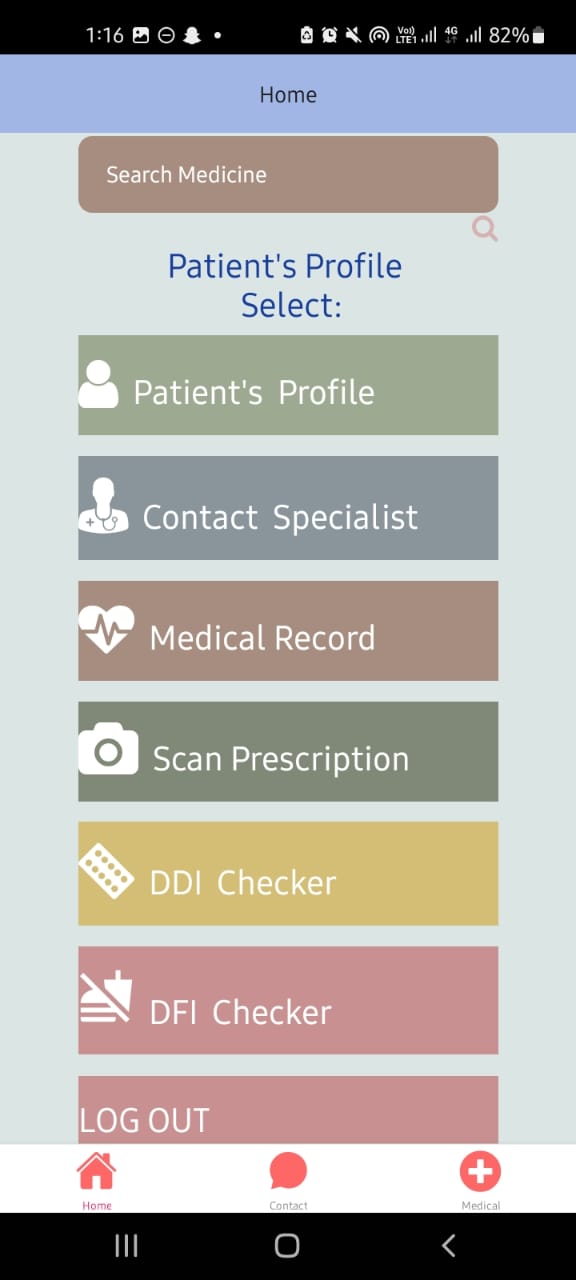 1:16
Vo) LTE1 4G 82%
Home
Search Medicine
Patient's Profile
Select:
Patient's Profile
Contact Specialist
Medical Record
Scan Prescription
DDI Checker
DFI Checker
LOG OUT
Home Contact Medical